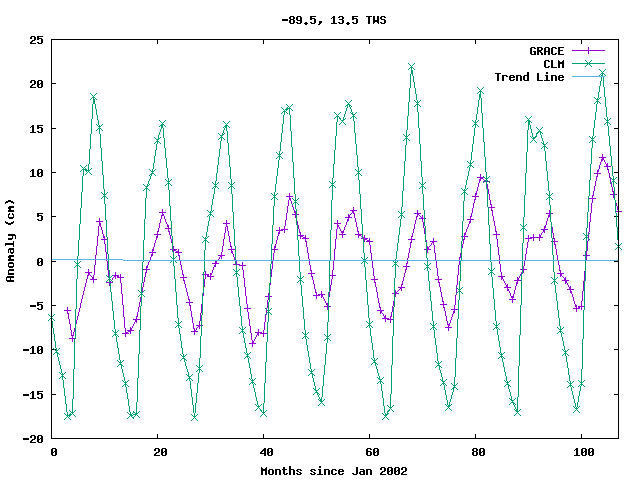 -89.5, 13.5 TWS
GRACE
CLM
Trend Line
Anomaly (cm)
25
20
15
10
5
0
-5
-10
-15
-20
0 20 40 60 80 100
Months since Jan 2002